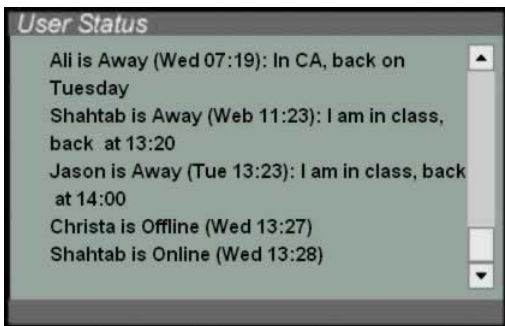 User Status
Ali is Away (Wed 07:19): In CA, back on
Tuesday
Shahtab is Away (Web 11:23): I am in class,
back at 13:20
Jason is Away (Tue 13:23): I am in class, back
at 14:00
Christa is Offline (Wed 13:27)
Shahtab is Online (Wed 13:28)